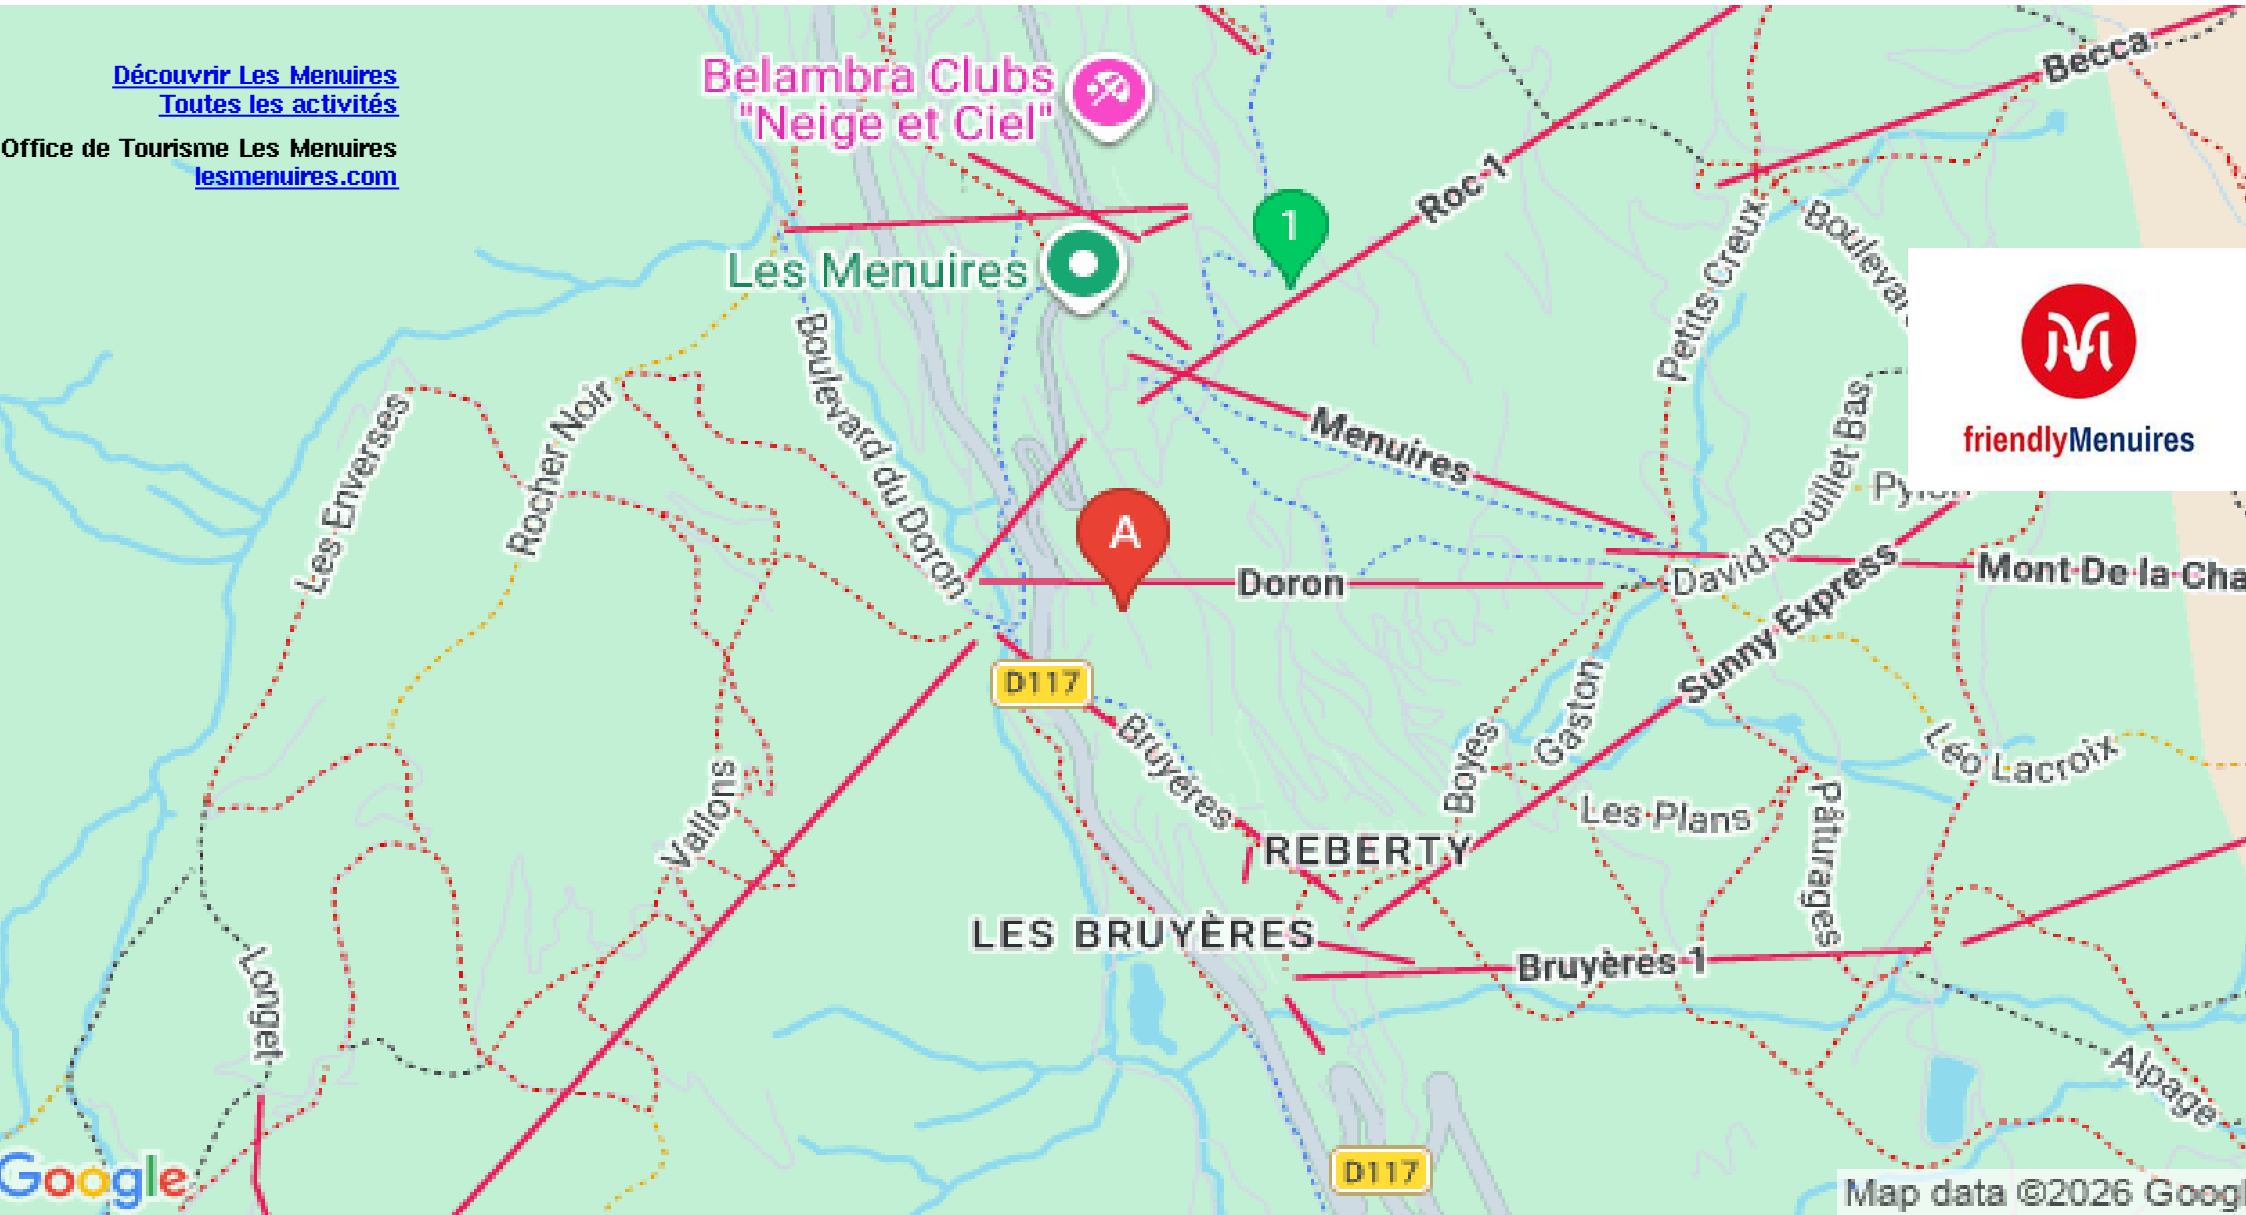 Découvrir Les Menuires
Toutes les activités
Office de Tourisme Les Menuires
lesmenuires.com
Belambra Clubs
"Neige et Ciel"
Becca
Roc 1
1
Les Menuires
Petits Creux
Boulevar
friendlyMenuires
Boulevard du Doron
Les Enverses
Rocher Noir
Menuires
David Douillet Bas
A
Doron
Mont De la Cha
Sunny Express
D117
Bruyères
Gaston
Boyes
Léo Lacroix
Les Plans
Pâturages
Vallons
REBERTY
LES BRUYÈRES
Bruyères 1
Longet
Alpage
D117
Google
Map data ©2026 Googl